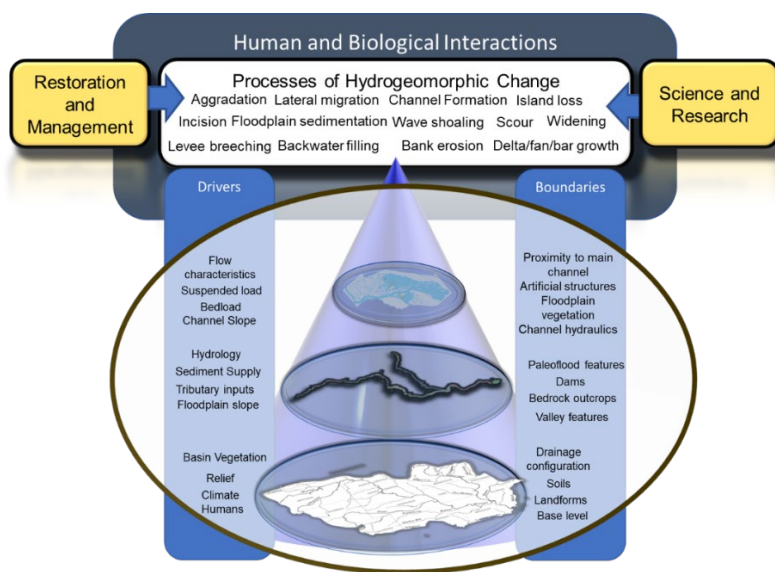 Human and Biological Interactions
Restoration
and
Management
Processes of Hydrogeomorphic Change
Aggradation Lateral migration Channel Formation Island loss
Incision Floodplain sedimentation Wave shoaling Scour Widening
Levee breeching Backwater filling Bank erosion Delta/fan/bar growth
Science and
Research
Drivers
Flow
characteristics
Suspended load
Bedload
Channel Slope
Hydrology
Sediment Supply
Tributary inputs
Floodplain slope
Basin Vegetation
Relief
Climate
Humans
Boundaries
Proximity to main
channel
Artificial structures
Floodplain
vegetation
Channel hydraulics
Paleoflood features
Dams
Bedrock outcrops
Valley features
Drainage
configuration
Soils
Landforms
Base level